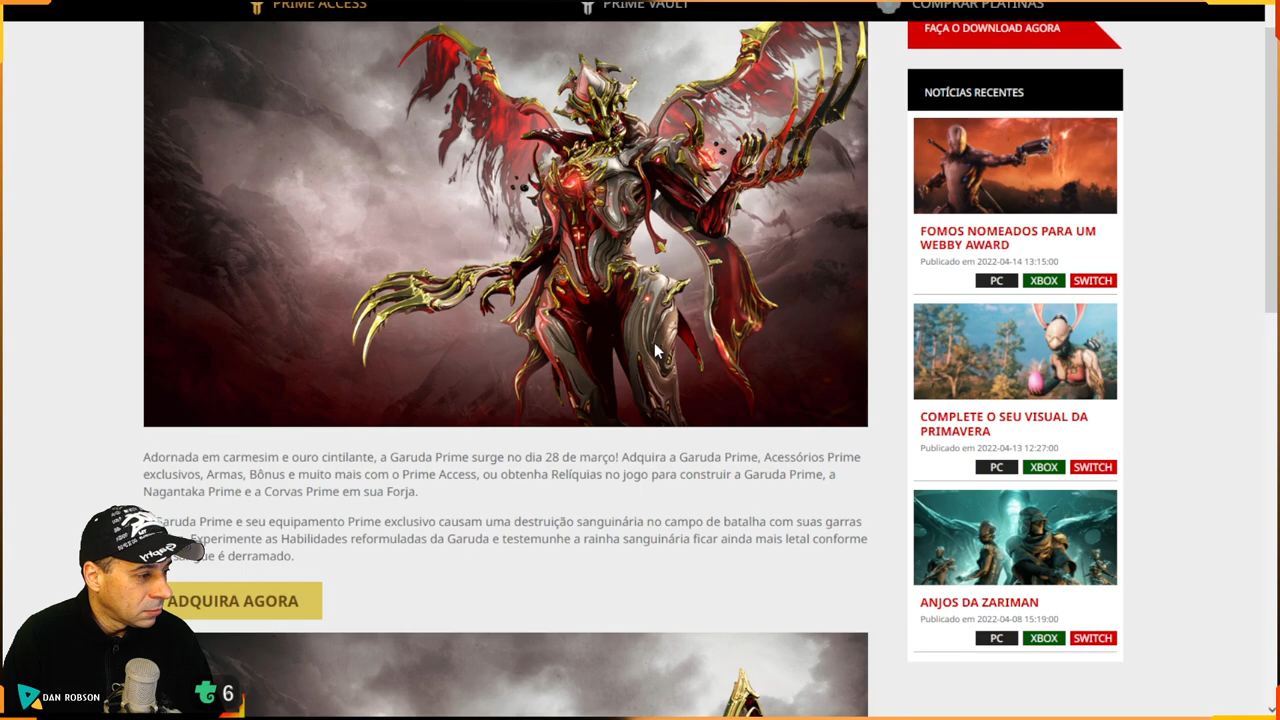 PRIME ACCESS
PRIME VAULT
COMPRAR PLATINAS
FAÇA O DOWNLOAD AGORA
NOTÍCIAS RECENTES
FOMOS NOMEADOS PARA UM
WEBBY AWARD
Publicado em 2022-04-14 13:15:00
PC XBOX SWITCH
COMPLETE O SEU VISUAL DA
PRIMAVERA
Publicado em 2022-04-13 12:27:00
PC XBOX SWITCH
ANJOS DA ZARIMAN
Publicado em 2022-04-08 15:19:00
PC XBOX SWITCH
Adornada em carmesim e ouro cintilante, a Garuda Prime surge no dia 28 de março! Adquira a Garuda Prime, Acessórios Prime
exclusivos, Armas, Bônus e muito mais com o Prime Access, ou obtenha Relíquias no jogo para construir a Garuda Prime, a
Nagantaka Prime e a Corvas Prime em sua Forja.
Garuda Prime e seu equipamento Prime exclusivo causam uma destruição sanguinária no campo de batalha com suas garras
Experimente as Habilidades reformuladas da Garuda e testemunhe a rainha sanguinária ficar ainda mais letal conforme
é derramado.
ADQUIRA AGORA
DAN ROBSON
6